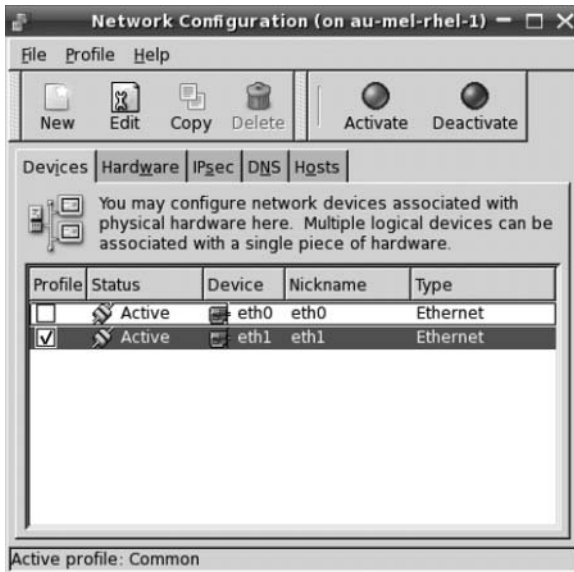 Network Configuration (on au-mel-rhel-1)
File Profile Help
New Edit Copy Delete Activate Deactivate
Devices Hardware IPsec DNS Hosts
You may configure network devices associated with
physical hardware here. Multiple logical devices can be
associated with a single piece of hardware.
Profile Status Device Nickname Type
Active eth0 eth0 Ethernet
Active eth1 eth1 Ethernet
Active profile: Common